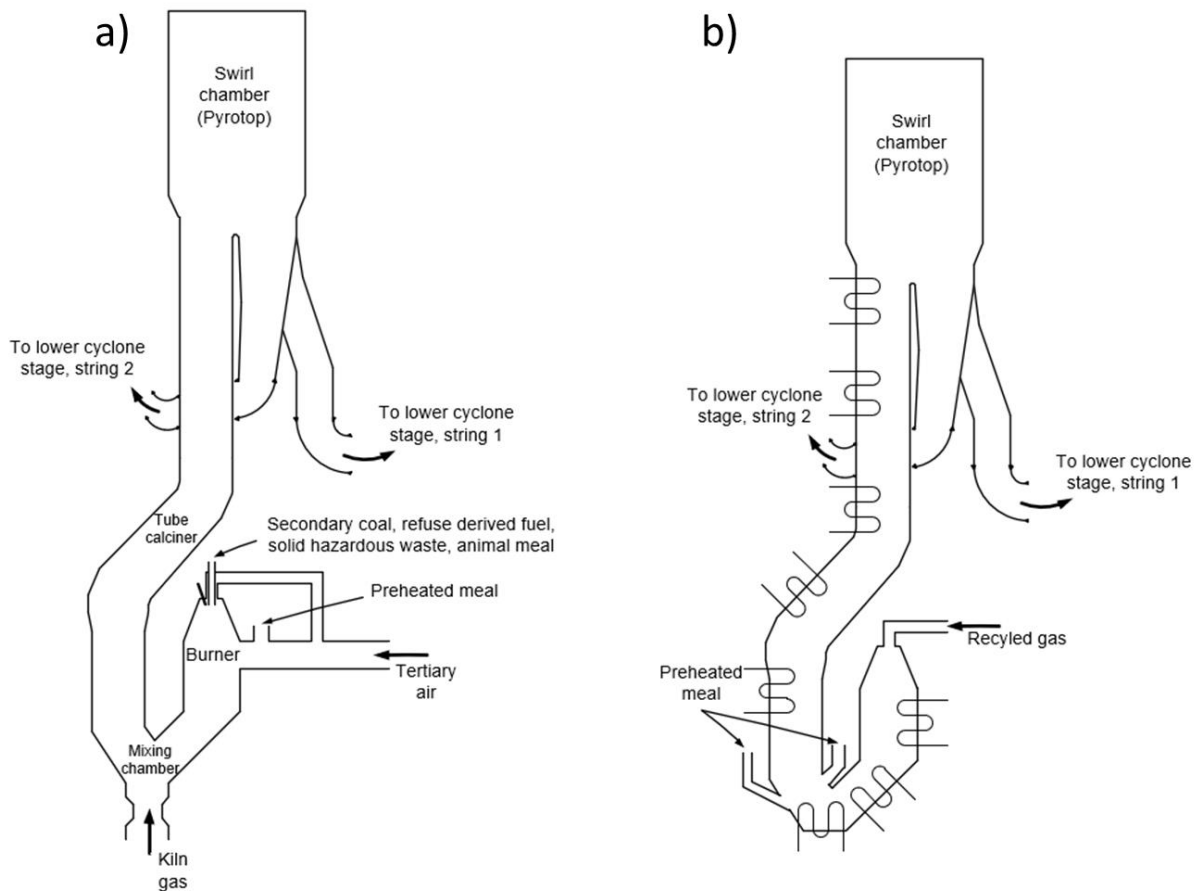 a)
Swirl
chamber
(Pyrotop)
To lower cyclone
stage, string 2
To lower cyclone
stage, string 1
Tube
calciner
Secondary coal, refuse derived fuel,
solid hazardous waste, animal meal
Preheated meal
Burner
Tertiary
air
Mixing
chamber
Kiln
gas
b)
Swirl
chamber
(Pyrotop)
To lower cyclone
stage, string 2
To lower cyclone
stage, string 1
Recyled gas
Preheated
meal